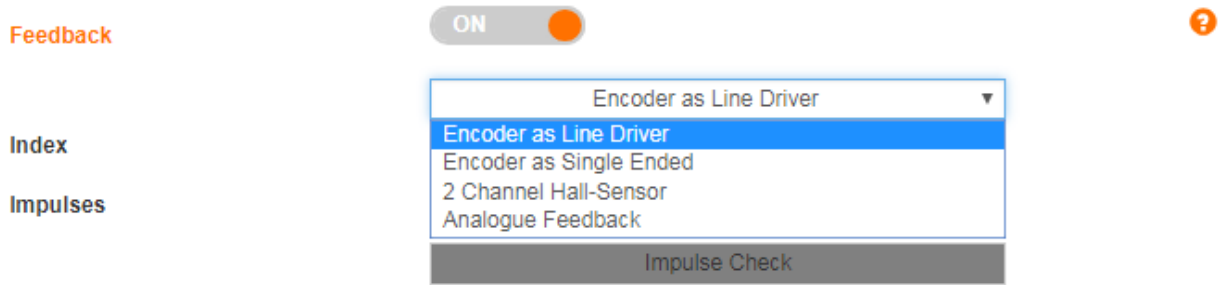 Feedback
ON
?
Encoder as Line Driver
▼
Encoder as Line Driver
Encoder as Single Ended
2 Channel Hall-Sensor
Analogue Feedback
Index
Impulses
Impulse Check